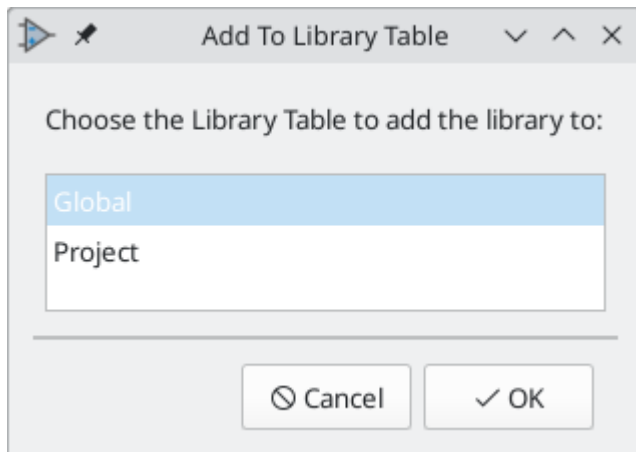 Add To Library Table
Choose the Library Table to add the library to:
Global
Project
Cancel
OK